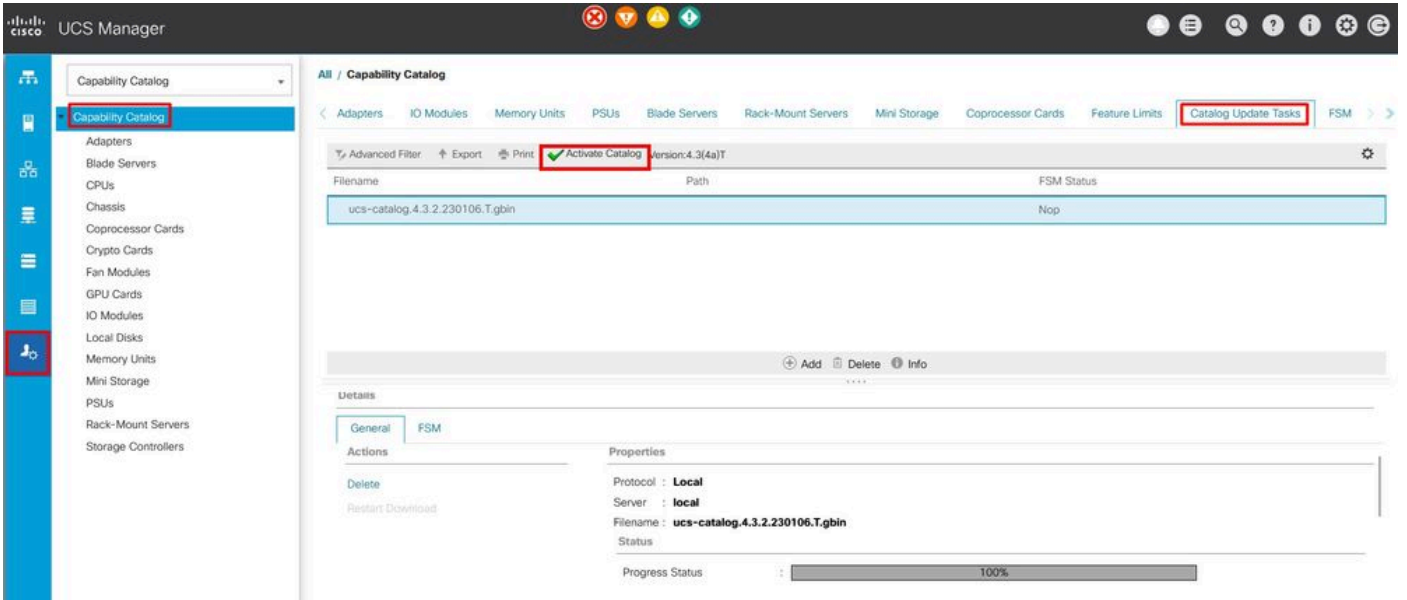 CISCO UCS Manager
Capability Catalog
Capability Catalog
Adapters
Blade Servers
CPUs
Chassis
Coprocessor Cards
Crypto Cards
Fan Modules
GPU Cards
IO Modules
Local Disks
Memory Units
Mini Storage
PSUs
Rack-Mount Servers
Storage Controllers
All / Capability Catalog
Adapters IO Modules Memory Units PSUs Blade Servers Rack-Mount Servers Mini Storage Coprocessor Cards Feature Limits Catalog Update Tasks FSM
Advanced Filter Export Print Activate Catalog Version:4.3(4a)T
Filename Path FSM Status
ucs-catalog.4.3.2.230106.T.gbin Nop
Add Delete Info
Details
General FSM
Actions Properties
Delete Protocol : Local
Restart Download Server : local
Filename : ucs-catalog.4.3.2.230106.T.gbin
Status
Progress Status : 100%